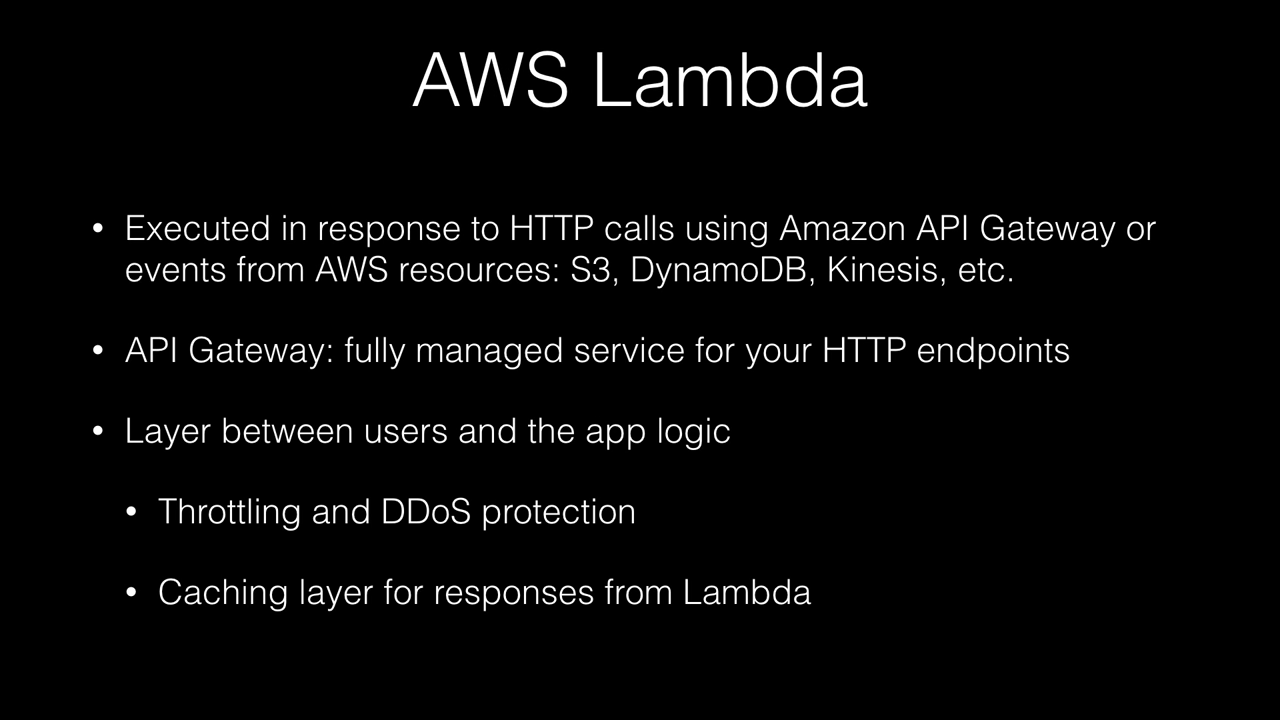 AWS Lambda
• Executed in response to HTTP calls using Amazon API Gateway or
events from AWS resources: S3, DynamoDB, Kinesis, etc.
• API Gateway: fully managed service for your HTTP endpoints
• Layer between users and the app logic
• Throttling and DDoS protection
• Caching layer for responses from Lambda